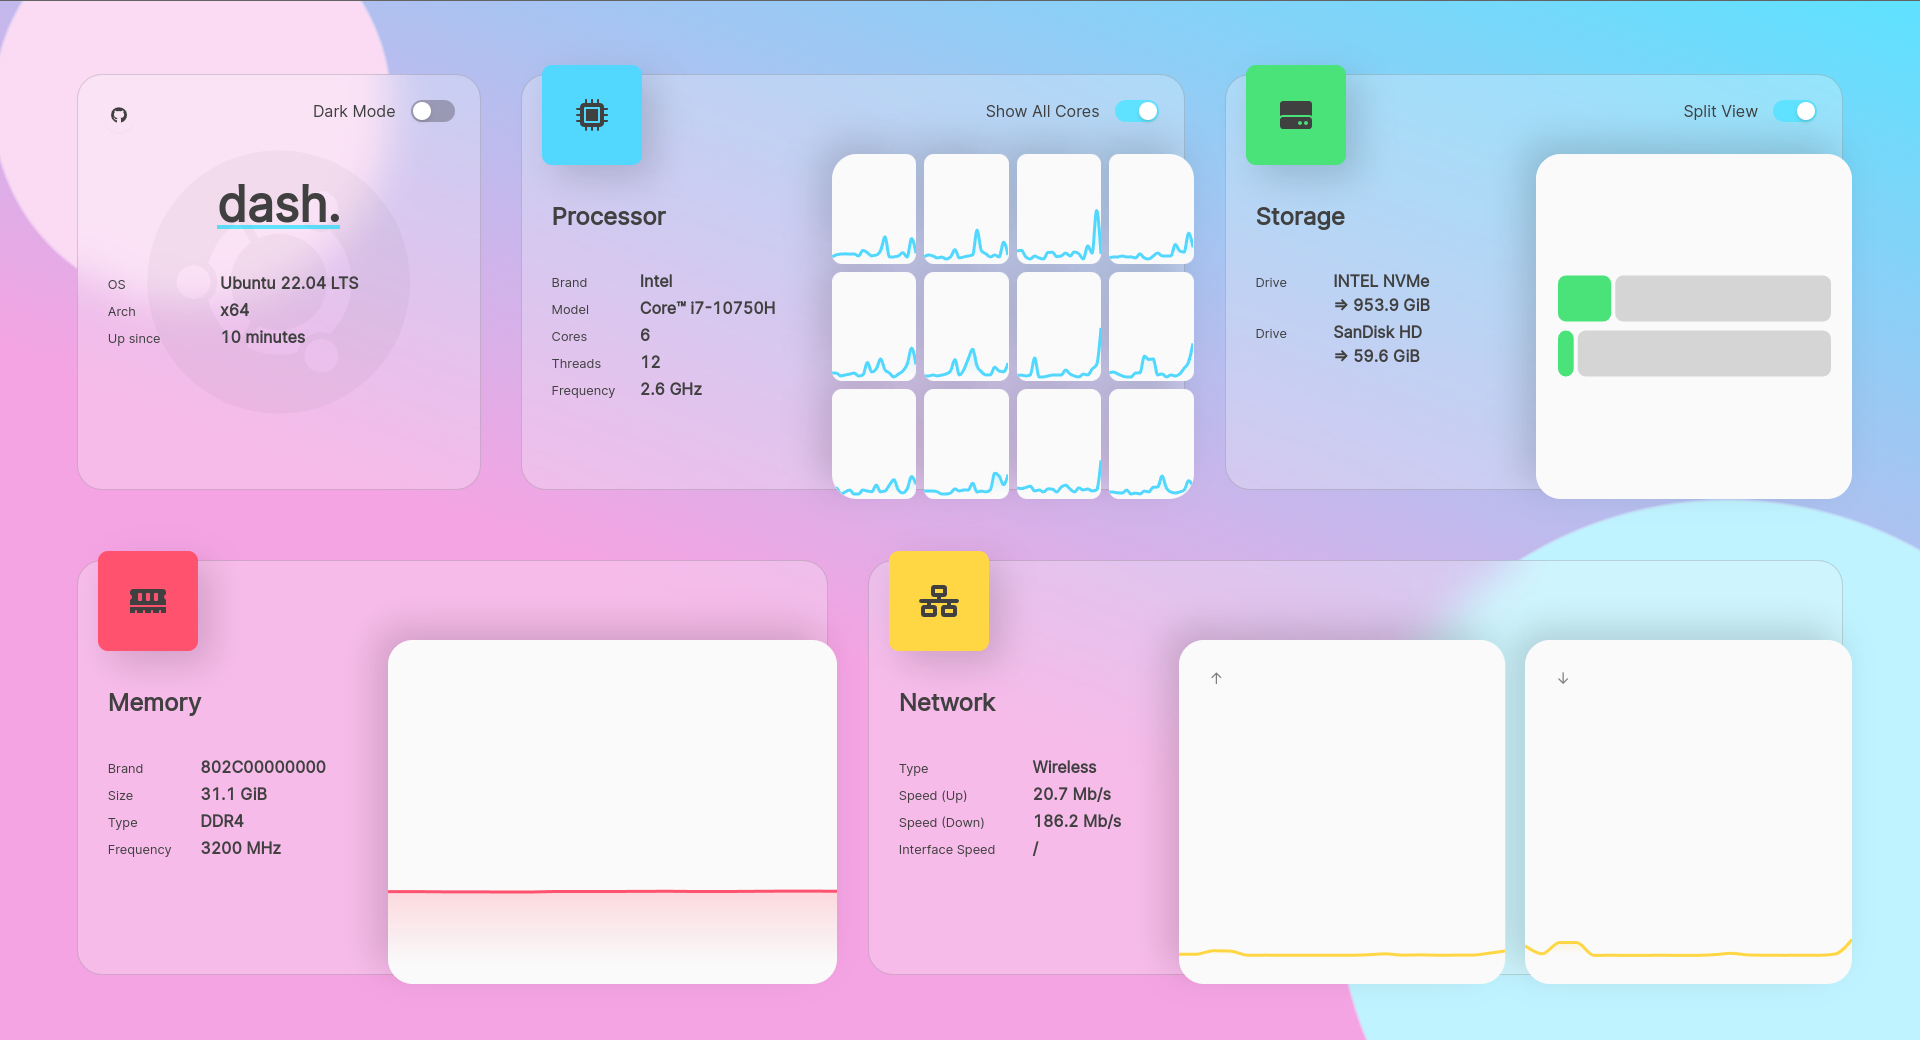 Dark Mode
dash.
OS Ubuntu 22.04 LTS
Arch x64
Up since 10 minutes
Show All Cores
Processor
Brand Intel
Model Core™ i7-10750H
Cores 6
Threads 12
Frequency 2.6 GHz
Split View
Storage
Drive INTEL NVMe
⇒ 953.9 GiB
Drive SanDisk HD
⇒ 59.6 GiB
Memory
Brand 802C00000000
Size 31.1 GiB
Type DDR4
Frequency 3200 MHz
Network
Type Wireless
Speed (Up) 20.7 Mb/s
Speed (Down) 186.2 Mb/s
Interface Speed /
↑
↓